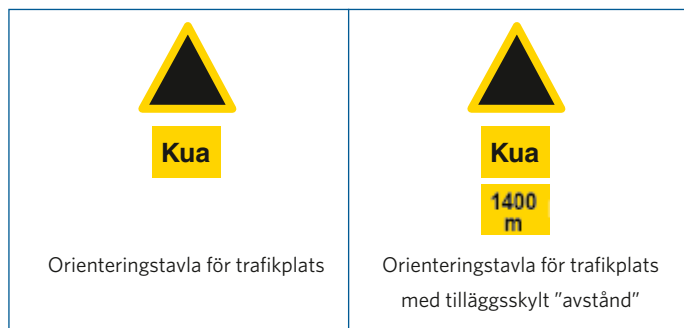 Kua
Orienteringstavla för trafikplats
Kua
1400
m
Orienteringstavla för trafikplats
med tilläggsskylt ”avstånd”